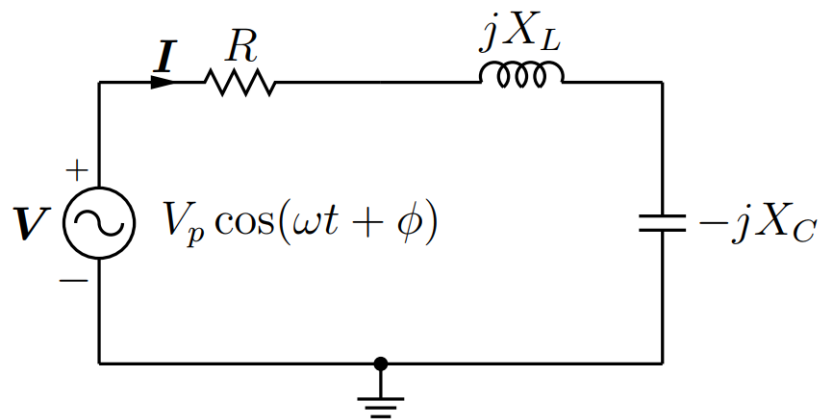 I R jX_L
+
V V_p cos(ωt + ϕ) −jX_C
−